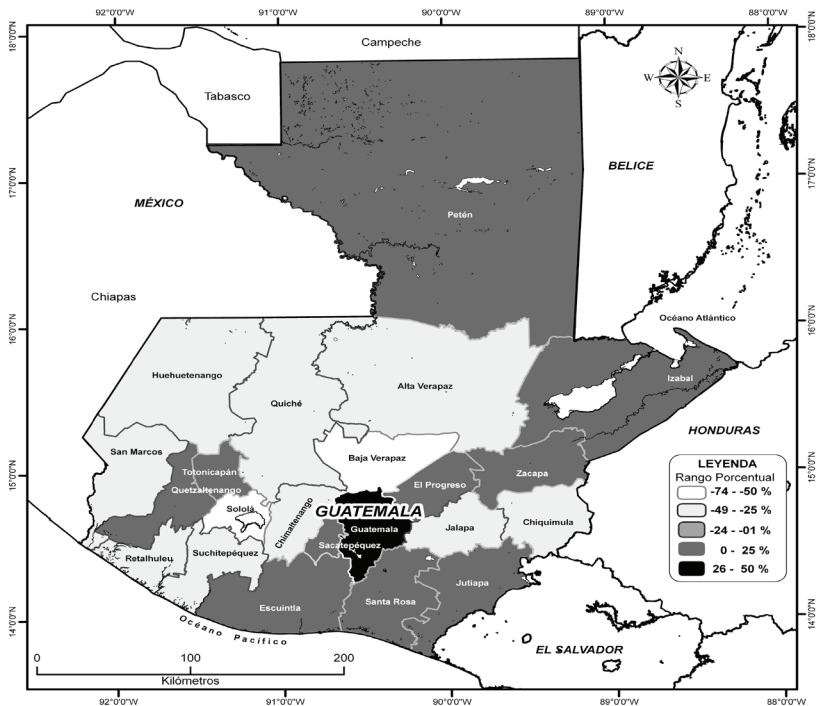 92°0'0"W 91°0'0"W 90°0'0"W 89°0'0"W 88°0'0"W
18°0'0"N
18°0'0"N
Campeche
N
W E
S
Tabasco
BELICE
17°0'0"N
17°0'0"N
MÉXICO
Petén
Chiapas
Océano Atlántico
16°0'0"N
16°0'0"N
Huehuetenango
Izabal
Alta Verapaz
Quiché
HONDURAS
San Marcos
Baja Verapaz
Totonicapán
Zacapa
15°0'0"N
15°0'0"N
El Progreso
Quetzaltenango
Sololá
GUATEMALA
Chimaltenango
Guatemala
Jalapa
Chiquimula
Sacatepéquez
Suchitepéquez
Retalhuleu
Jutiapa
Santa Rosa
Escuintla
14°0'0"N
14°0'0"N
Océano Pacífico
EL SALVADOR
LEYENDA
Rango Porcentual
-74 - -50 %
-49 - -25 %
-24 - -01 %
0 - 25 %
26 - 50 %
0 100 200
Kilómetros
92°0'0"W 91°0'0"W 90°0'0"W 89°0'0"W 88°0'0"W